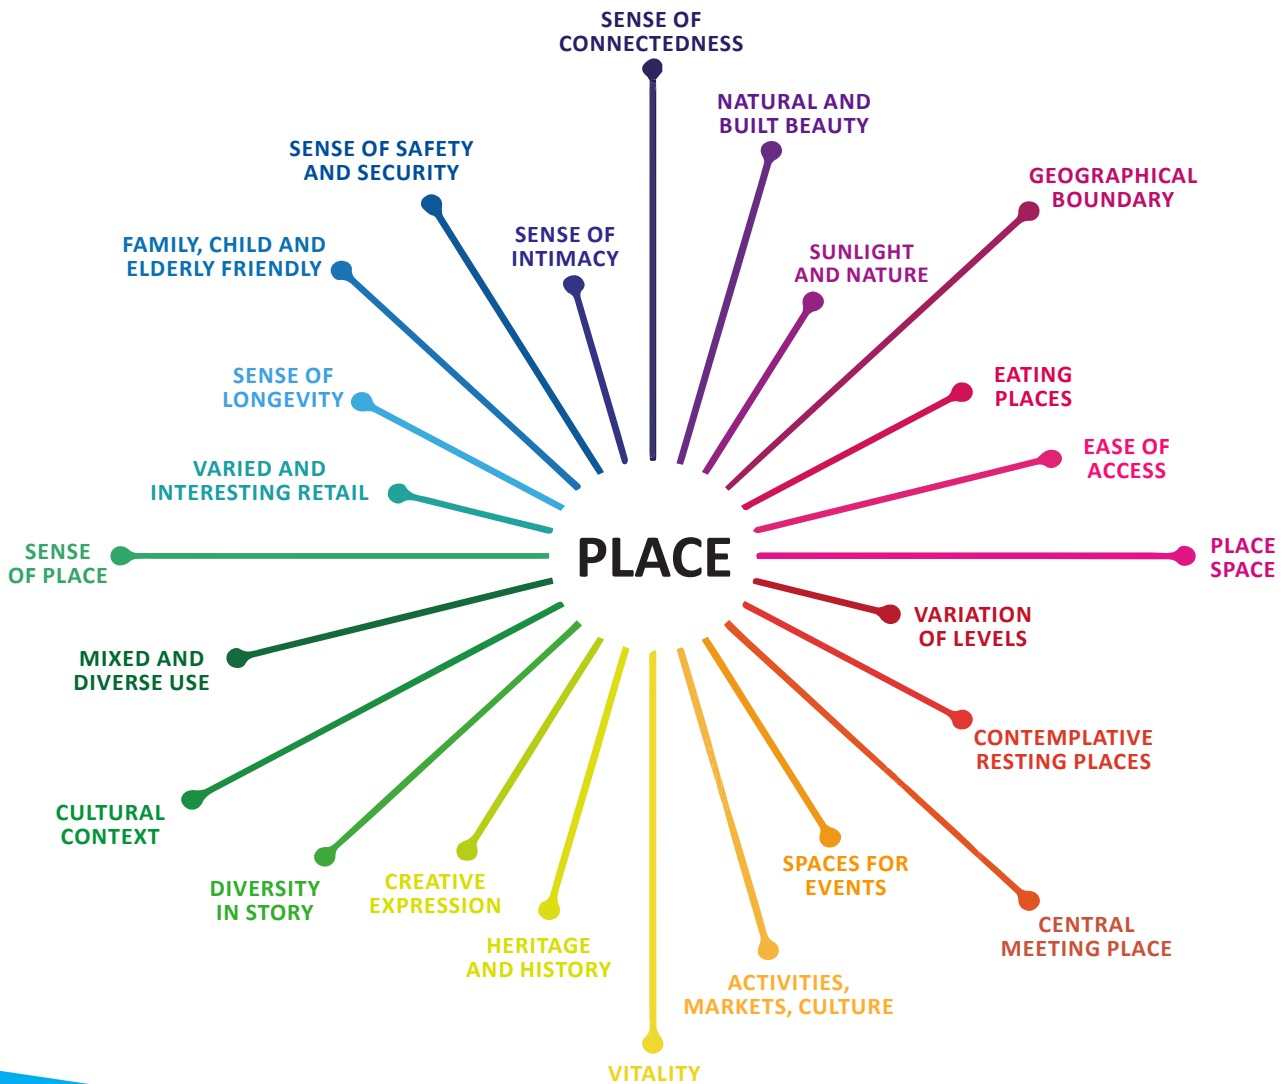 SENSE OF
CONNECTEDNESS
NATURAL AND
BUILT BEAUTY
GEOGRAPHICAL
BOUNDARY
SUNLIGHT
AND NATURE
EATING
PLACES
EASE OF
ACCESS
PLACE
SPACE
VARIATION
OF LEVELS
CONTEMPLATIVE
RESTING PLACES
CENTRAL
MEETING PLACE
SPACES FOR
EVENTS
ACTIVITIES,
MARKETS, CULTURE
VITALITY
HERITAGE
AND HISTORY
CREATIVE
EXPRESSION
DIVERSITY
IN STORY
CULTURAL
CONTEXT
MIXED AND
DIVERSE USE
SENSE
OF PLACE
VARIED AND
INTERESTING RETAIL
SENSE OF
LONGEVITY
FAMILY, CHILD AND
ELDERLY FRIENDLY
SENSE OF SAFETY
AND SECURITY
SENSE OF
INTIMACY
PLACE